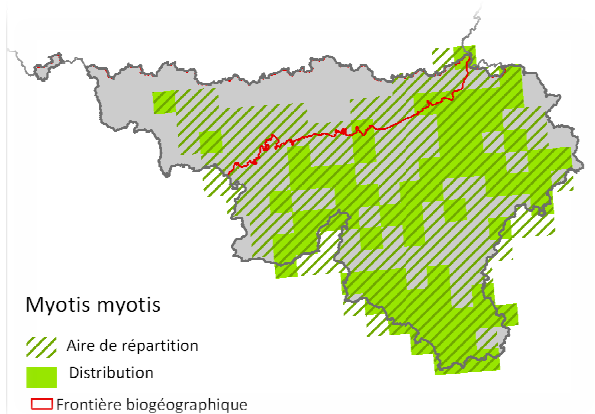 Myotis myotis
Aire de répartition
Distribution
Frontière biogéographique